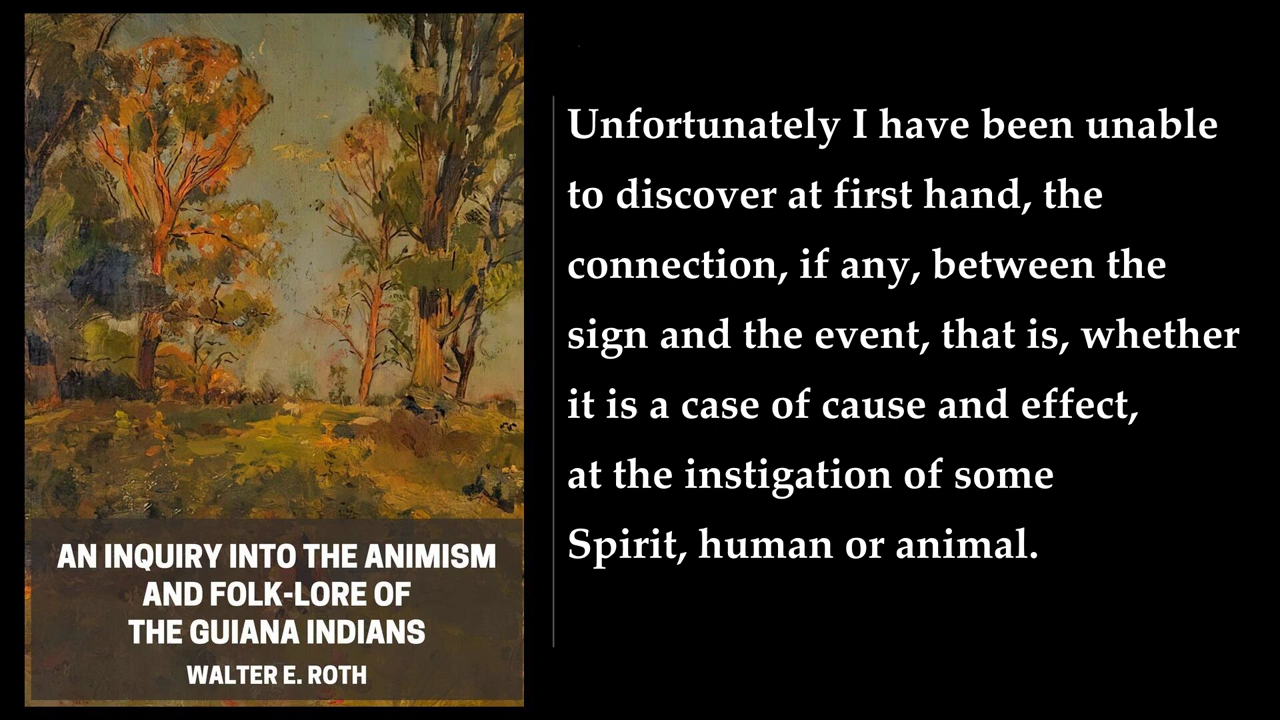 Unfortunately I have been unable
to discover at first hand, the
connection, if any, between the
sign and the event, that is, whether
it is a case of cause and effect,
at the instigation of some
Spirit, human or animal.
AN INQUIRY INTO THE ANIMISM
AND FOLK-LORE OF
THE GUIANA INDIANS
WALTER E. ROTH